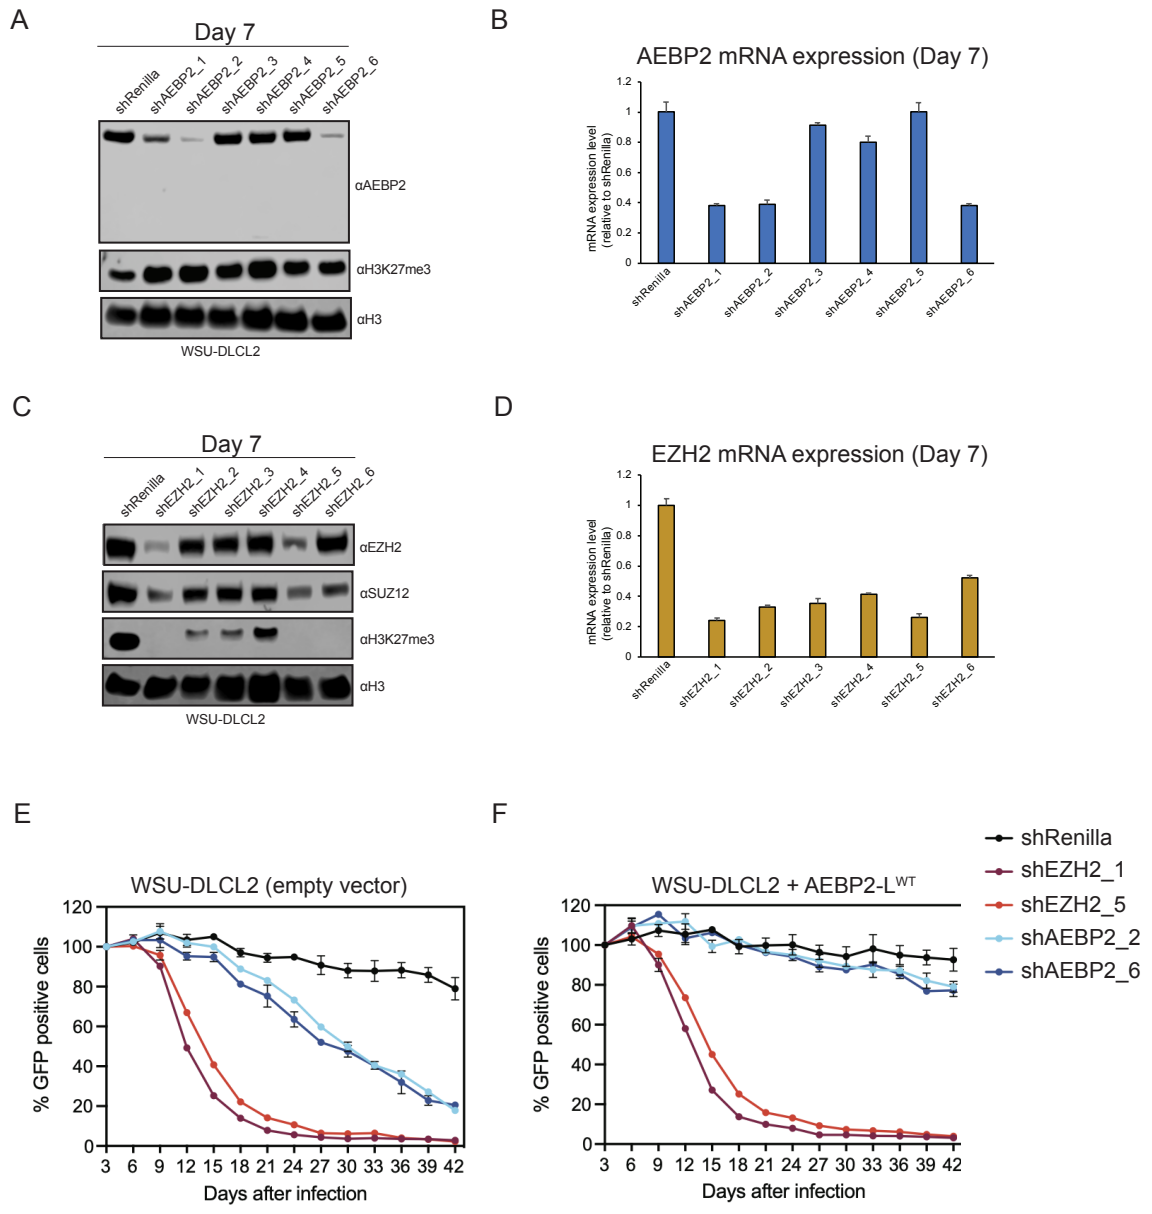 A
Day 7
shRenilla
shAEBP2_1
shAEBP2_2
shAEBP2_3
shAEBP2_4
shAEBP2_5
shAEBP2_6
αAEBP2
αH3K27me3
αH3
WSU-DLCL2
B
AEBP2 mRNA expression (Day 7)
mRNA expression level
(relative to shRenilla)
1.2
1
0.8
0.6
0.4
0.2
0
shRenilla
shAEBP2_1
shAEBP2_2
shAEBP2_3
shAEBP2_4
shAEBP2_5
shAEBP2_6
C
Day 7
shRenilla
shEZH2_1
shEZH2_2
shEZH2_3
shEZH2_4
shEZH2_5
shEZH2_6
αEZH2
αSUZ12
αH3K27me3
αH3
WSU-DLCL2
D
EZH2 mRNA expression (Day 7)
mRNA expression level
(relative to shRenilla)
1.2
1
0.8
0.6
0.4
0.2
0
shRenilla
shEZH2_1
shEZH2_2
shEZH2_3
shEZH2_4
shEZH2_5
shEZH2_6
E
WSU-DLCL2 (empty vector)
% GFP positive cells
120
100
80
60
40
20
0
3 6 9 12 15 18 21 24 27 30 33 36 39 42
Days after infection
F
WSU-DLCL2 + AEBP2-L^WT
% GFP positive cells
120
100
80
60
40
20
0
3 6 9 12 15 18 21 24 27 30 33 36 39 42
Days after infection
shRenilla
shEZH2_1
shEZH2_5
shAEBP2_2
shAEBP2_6